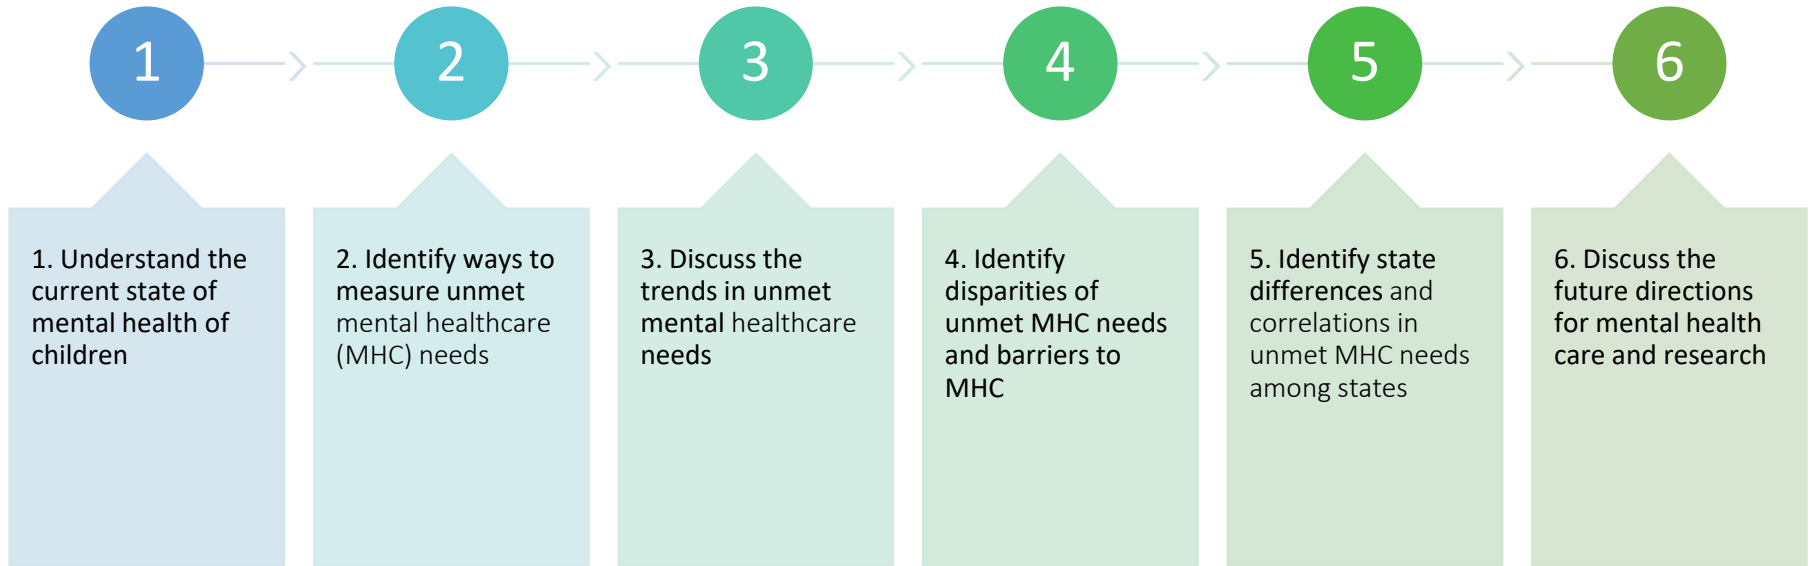 1
2
3
4
5
6
1. Understand the
current state of
mental health of
children
2. Identify ways to
measure unmet
mental healthcare
(MHC) needs
3. Discuss the
trends in unmet
mental healthcare
needs
4. Identify
disparities of
unmet MHC needs
and barriers to
MHC
5. Identify state
differences and
correlations in
unmet MHC needs
among states
6. Discuss the
future directions
for mental health
care and research